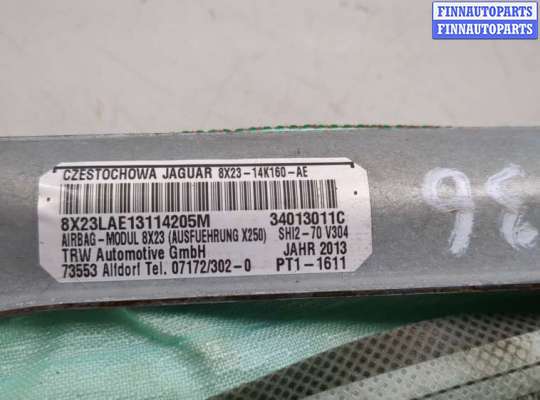 FINNAUTOPARTS
FINNAUTOPARTS
CZESTOCHOWA JAGUAR 8X23-14K160-AE
8X23LAE13114205M 34013011C
AIRBAG-MODUL 8X23 (AUSFUEHRUNG X250) SHI2-70 V304
TRW Automotive GmbH JAHR 2013
73553 Alfdorf Tel. 07172/302-0 PT1-1611